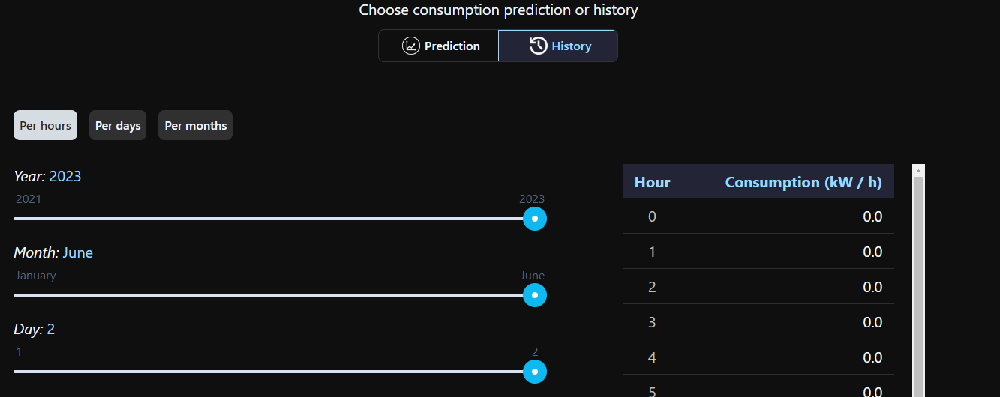 Choose consumption prediction or history
Prediction History
Per hours Per days Per months
Year: 2023
2021 2023
Month: June
January June
Day: 2
1 2
Hour Consumption (kW / h)
0 0.0
1 0.0
2 0.0
3 0.0
4 0.0
5 0.0